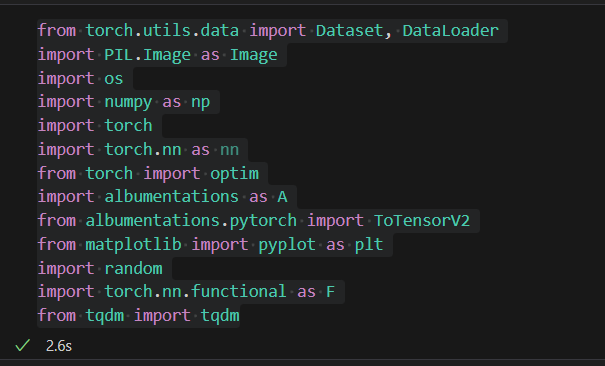 from torch.utils.data import Dataset, DataLoader
import PIL.Image as Image
import os
import numpy as np
import torch
import torch.nn as nn
from torch import optim
import albumentations as A
from albumentations.pytorch import ToTensorV2
from matplotlib import pyplot as plt
import random
import torch.nn.functional as F
from tqdm import tqdm
2.6s